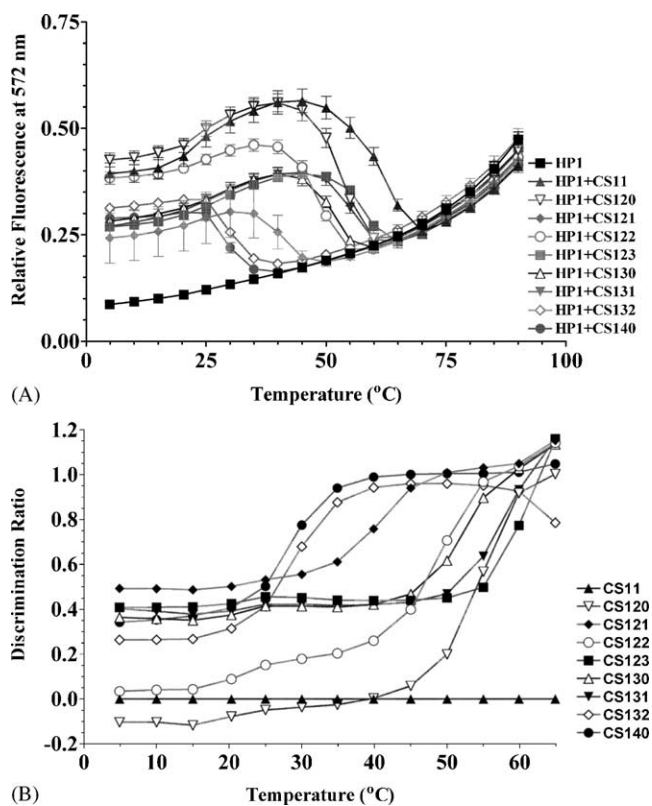 Relative Fluorescence at 572 nm
0.75
0.50
0.25
0.00
0
25
50
75
100
Temperature (°C)
HP1
HP1+CS11
HP1+CS120
HP1+CS121
HP1+CS122
HP1+CS123
HP1+CS130
HP1+CS131
HP1+CS132
HP1+CS140
(A)
Discrimination Ratio
1.2
1.0
0.8
0.6
0.4
0.2
0.0
-0.2
0
10
20
30
40
50
60
Temperature (°C)
CS11
CS120
CS121
CS122
CS123
CS130
CS131
CS132
CS140
(B)